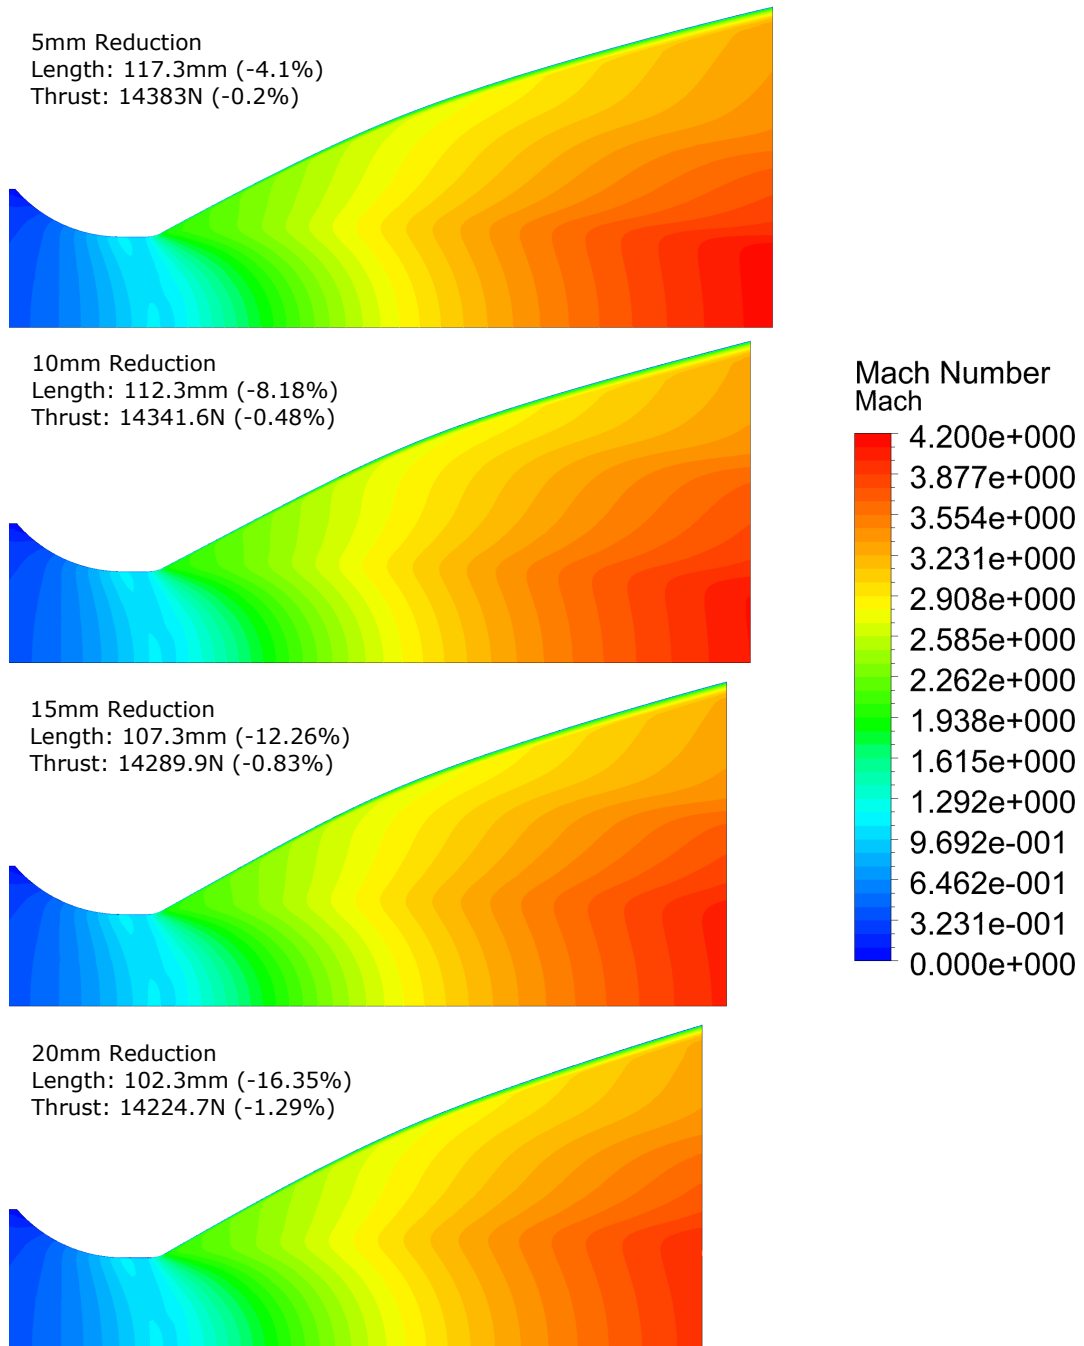 5mm Reduction
Length: 117.3mm (-4.1%)
Thrust: 14383N (-0.2%)
10mm Reduction
Length: 112.3mm (-8.18%)
Thrust: 14341.6N (-0.48%)
15mm Reduction
Length: 107.3mm (-12.26%)
Thrust: 14289.9N (-0.83%)
20mm Reduction
Length: 102.3mm (-16.35%)
Thrust: 14224.7N (-1.29%)
Mach Number
Mach
4.200e+000
3.877e+000
3.554e+000
3.231e+000
2.908e+000
2.585e+000
2.262e+000
1.938e+000
1.615e+000
1.292e+000
9.692e-001
6.462e-001
3.231e-001
0.000e+000